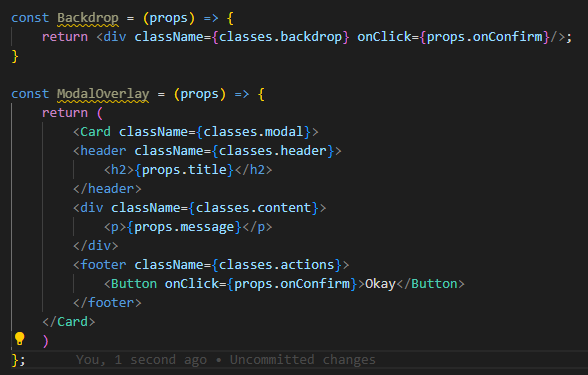 const Backdrop = (props) => {
    return <div className={classes.backdrop} onClick={props.onConfirm}/>;
}

const ModalOverlay = (props) => {
    return (
        <Card className={classes.modal}>
        <header className={classes.header}>
            <h2>{props.title}</h2>
        </header>
        <div className={classes.content}>
            <p>{props.message}</p>
        </div>
        <footer className={classes.actions}>
            <Button onClick={props.onConfirm}>Okay</Button>
        </footer>
    </Card>
    )
};      You, 1 second ago • Uncommitted changes